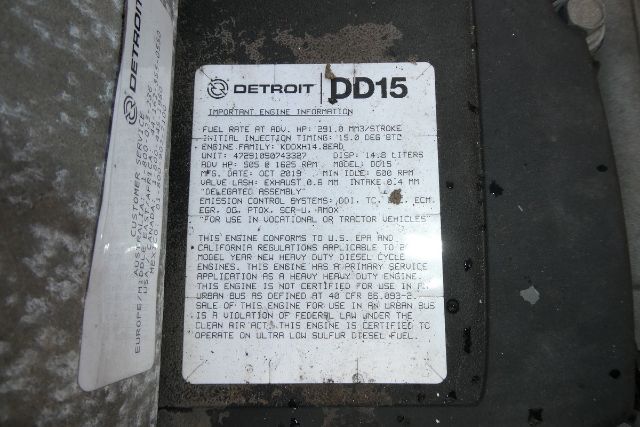 DETROIT DD15
IMPORTANT ENGINE INFORMATION
FUEL RATE AT ADV. HP: 291.0 MM3/STROKE
INITIAL INJECTION TIMING: 15.0 DEG BTC
ENGINE FAMILY: KDDXH14.8EAD
UNIT: 472910S0743327 DISP: 14.8 LITERS
ADV HP: 505 @ 1625 RPM MODEL: DD15
MFG. DATE: OCT 2019 MIN IDLE: 600 RPM
VALVE LASH: EXHAUST 0.6 MM INTAKE 0.4 MM
"DELEGATED ASSEMBLY"
EMISSION CONTROL SYSTEMS: DDI, TC, ECM,
EGR, OC, PTOX, SCR-U, AMOX
"FOR USE IN VOCATIONAL OR TRACTOR VEHICLES"
THIS ENGINE CONFORMS TO U.S. EPA AND
CALIFORNIA REGULATIONS APPLICABLE TO
MODEL YEAR NEW HEAVY DUTY DIESEL CYCLE
ENGINES. THIS ENGINE HAS A PRIMARY SERVICE
APPLICATION AS A HEAVY HEAVY DUTY ENGINE.
THIS ENGINE IS NOT CERTIFIED FOR USE IN AN
URBAN BUS AS DEFINED AT 40 CFR 86.093-2.
SALE OF THIS ENGINE FOR USE IN AN URBAN BUS
IS A VIOLATION OF FEDERAL LAW UNDER THE
CLEAN AIR ACT. THIS ENGINE IS CERTIFIED TO
OPERATE ON ULTRA LOW SULFUR DIESEL FUEL.
DETROIT
CUSTOMER SERVICE